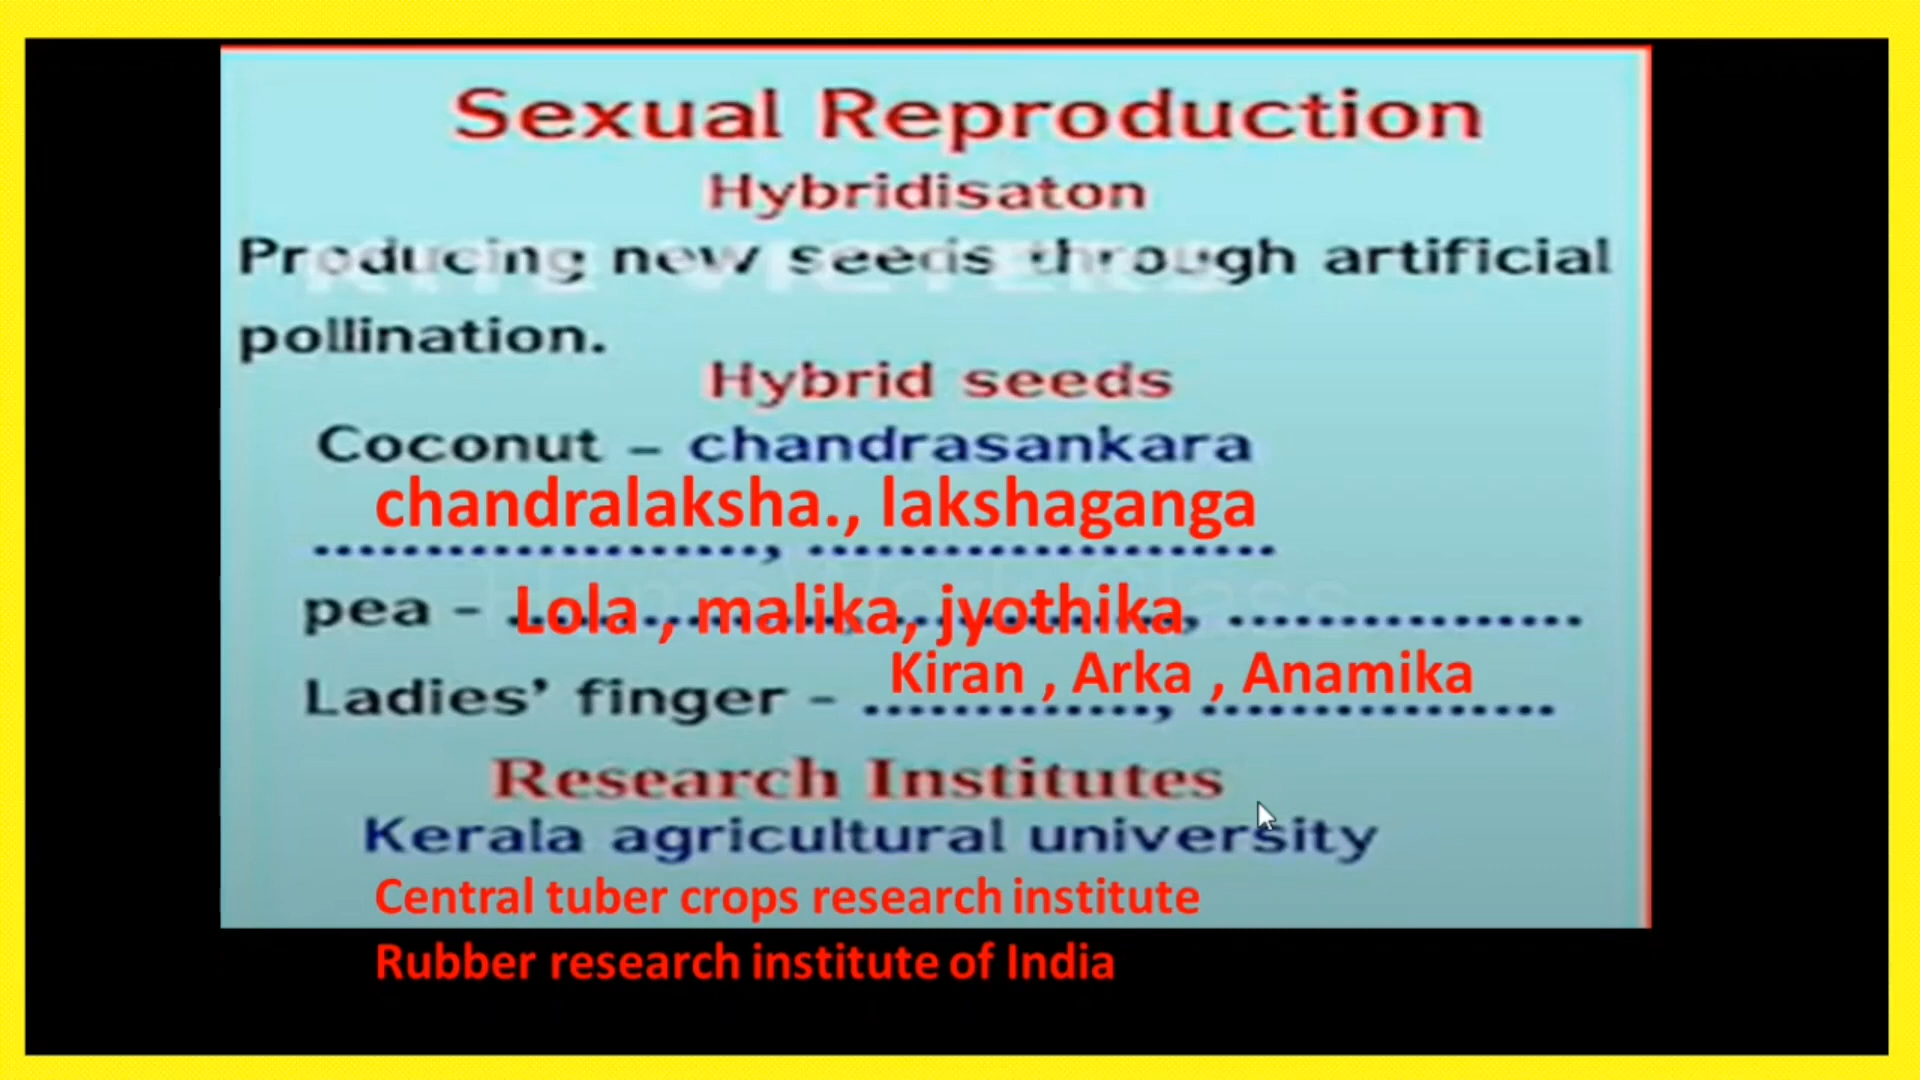 Sexual Reproduction
Hybridisaton
Producing new seeds through artificial
pollination.
Hybrid seeds
Coconut – chandrasankara
chandralaksha., lakshaganga
......................, ......................
pea - Lola , malika, jyothika, .................
Kiran , Arka , Anamika
Ladies' finger - .............., .................
Research Institutes
Kerala agricultural university
Central tuber crops research institute
Rubber research institute of India